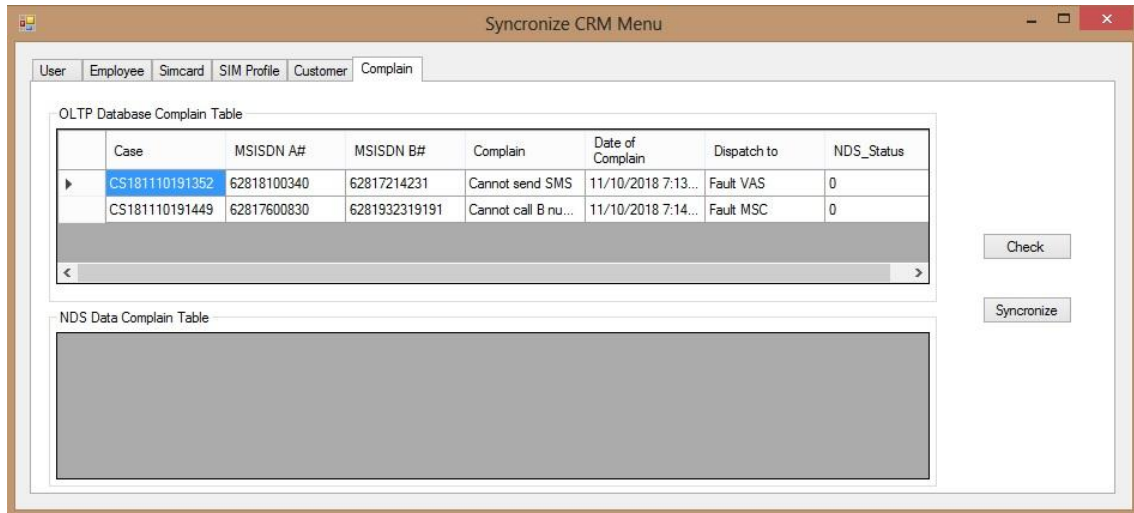 Syncronize CRM Menu
User Employee Simcard SIM Profile Customer Complain
OLTP Database Complain Table
Case MSISDN A# MSISDN B# Complain Date of Complain Dispatch to NDS_Status
CS181110191352 62818100340 62817214231 Cannot send SMS 11/10/2018 7:13... Fault VAS 0
CS181110191449 62817600830 6281932319191 Cannot call B nu... 11/10/2018 7:14... Fault MSC 0
Check
Syncronize
NDS Data Complain Table